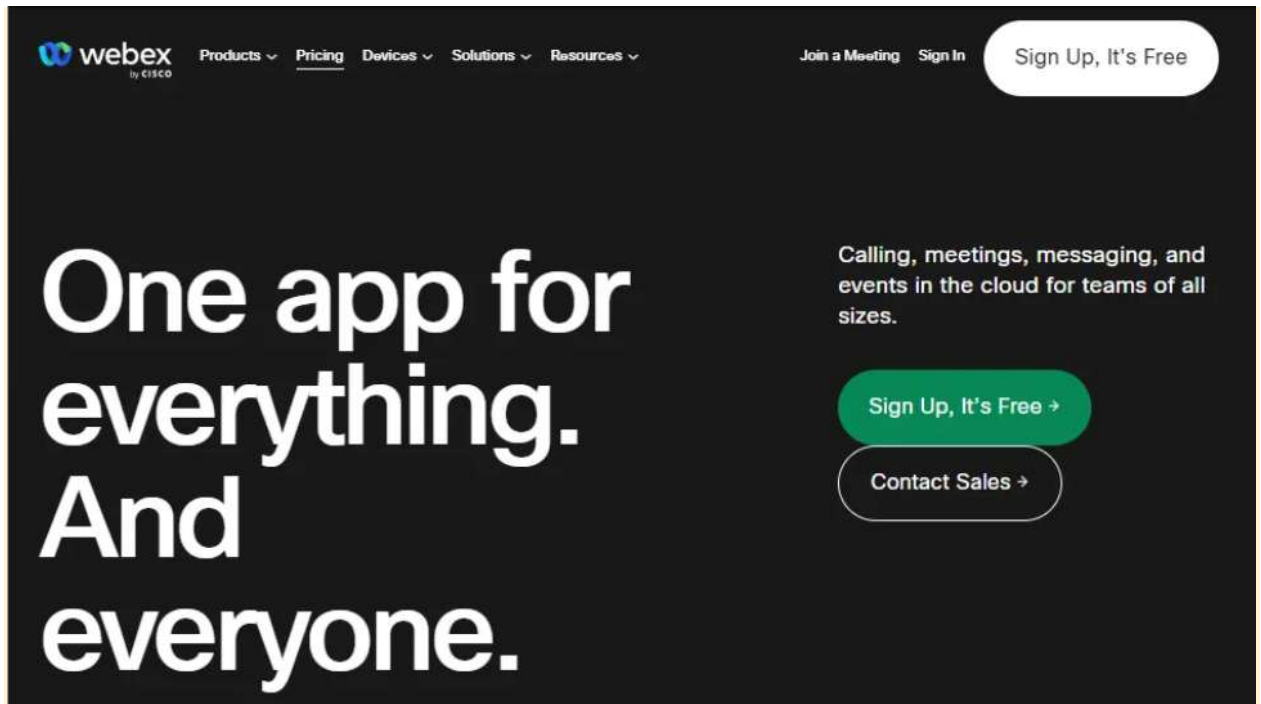 webex
by CISCO
Products
Pricing
Devices
Solutions
Resources
Join a Meeting
Sign In
Sign Up, It's Free
One app for
everything.
And
everyone.
Calling, meetings, messaging, and
events in the cloud for teams of all
sizes.
Sign Up, It's Free →
Contact Sales →